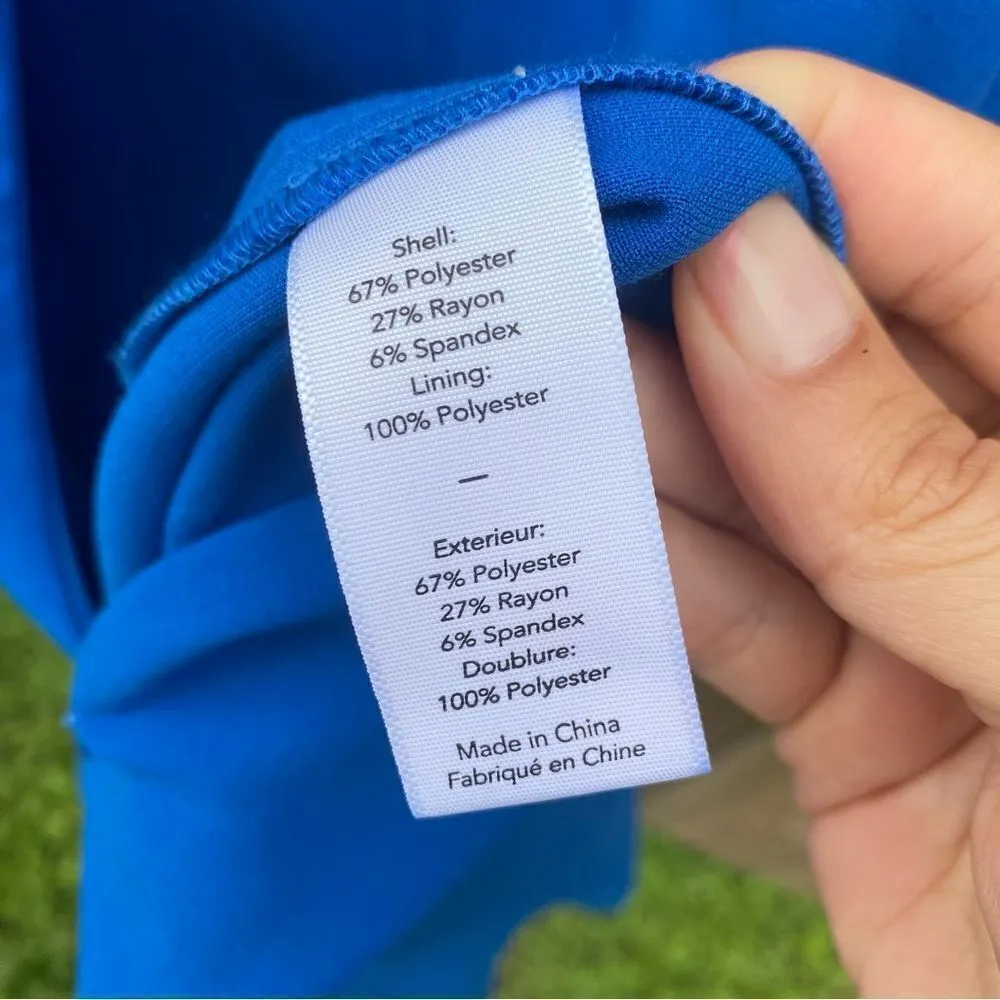 Shell:
67% Polyester
27% Rayon
6% Spandex
Lining:
100% Polyester
—
Exterieur:
67% Polyester
27% Rayon
6% Spandex
Doublure:
100% Polyester
Made in China
Fabriqué en Chine